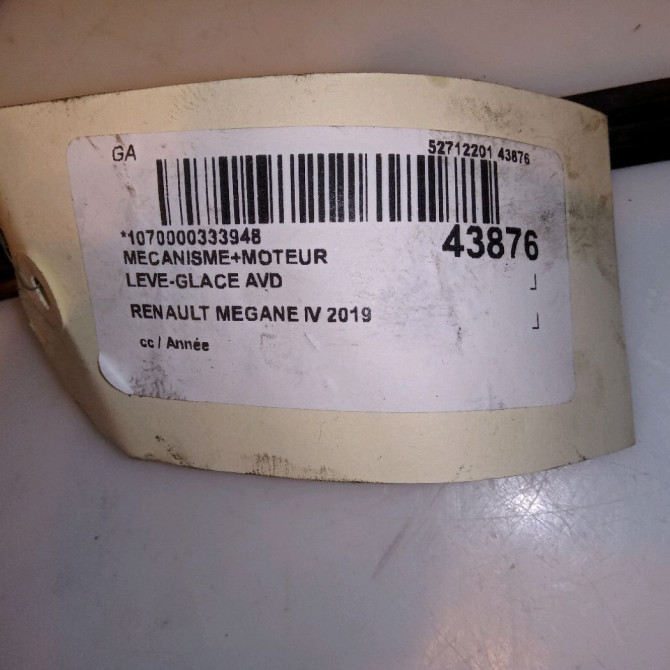 GA 52712201 43876
*1070000333948 43876
MECANISME+MOTEUR
LEVE-GLACE AVD
RENAULT MEGANE IV 2019
cc / Année